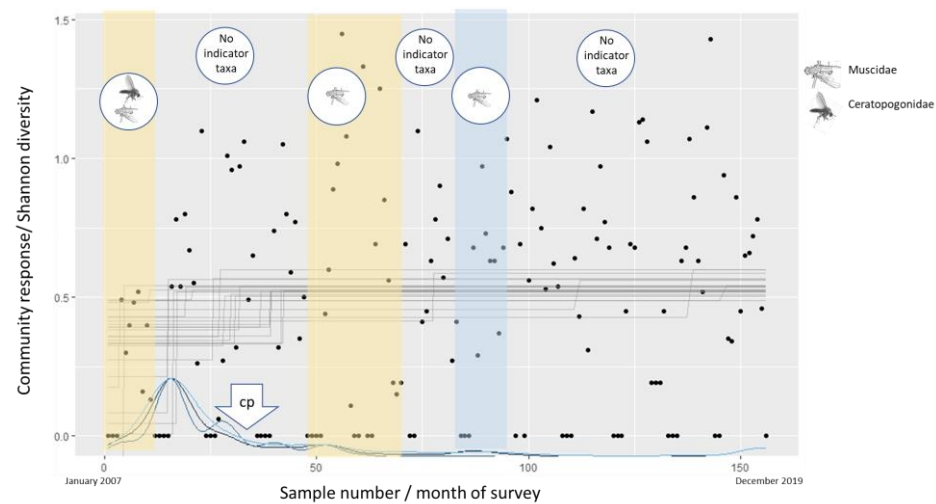 1.5
1.0
0.5
0.0
Community response/ Shannon diversity
No
indicator
taxa
No
indicator
taxa
No
indicator
taxa
cp
Muscidae
Ceratopogonidae
0
50
100
150
January 2007
December 2019
Sample number / month of survey